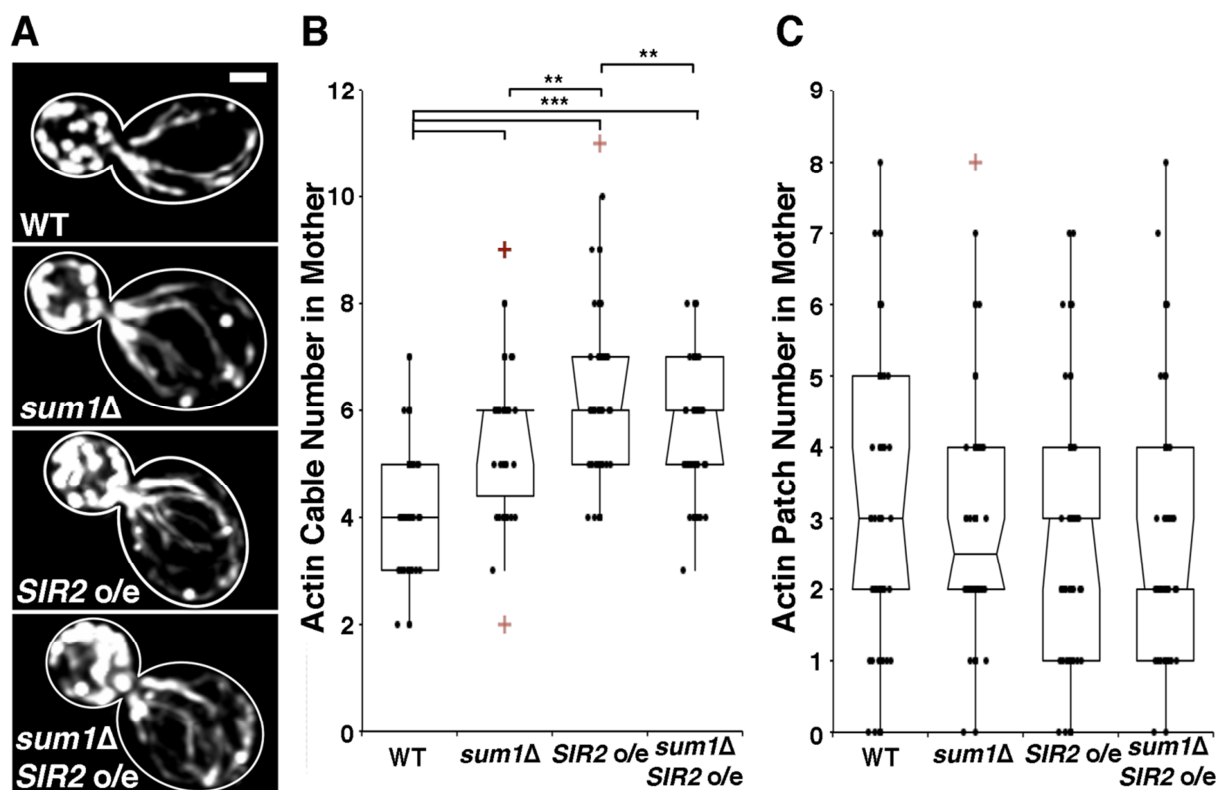 A
WT
sum1Δ
SIR2 o/e
sum1Δ
SIR2 o/e
B
Actin Cable Number in Mother
12
10
8
6
4
2
0
**
**
***
WT
sum1Δ
SIR2 o/e
sum1Δ
SIR2 o/e
C
Actin Patch Number in Mother
9
8
7
6
5
4
3
2
1
0
WT
sum1Δ
SIR2 o/e
sum1Δ
SIR2 o/e